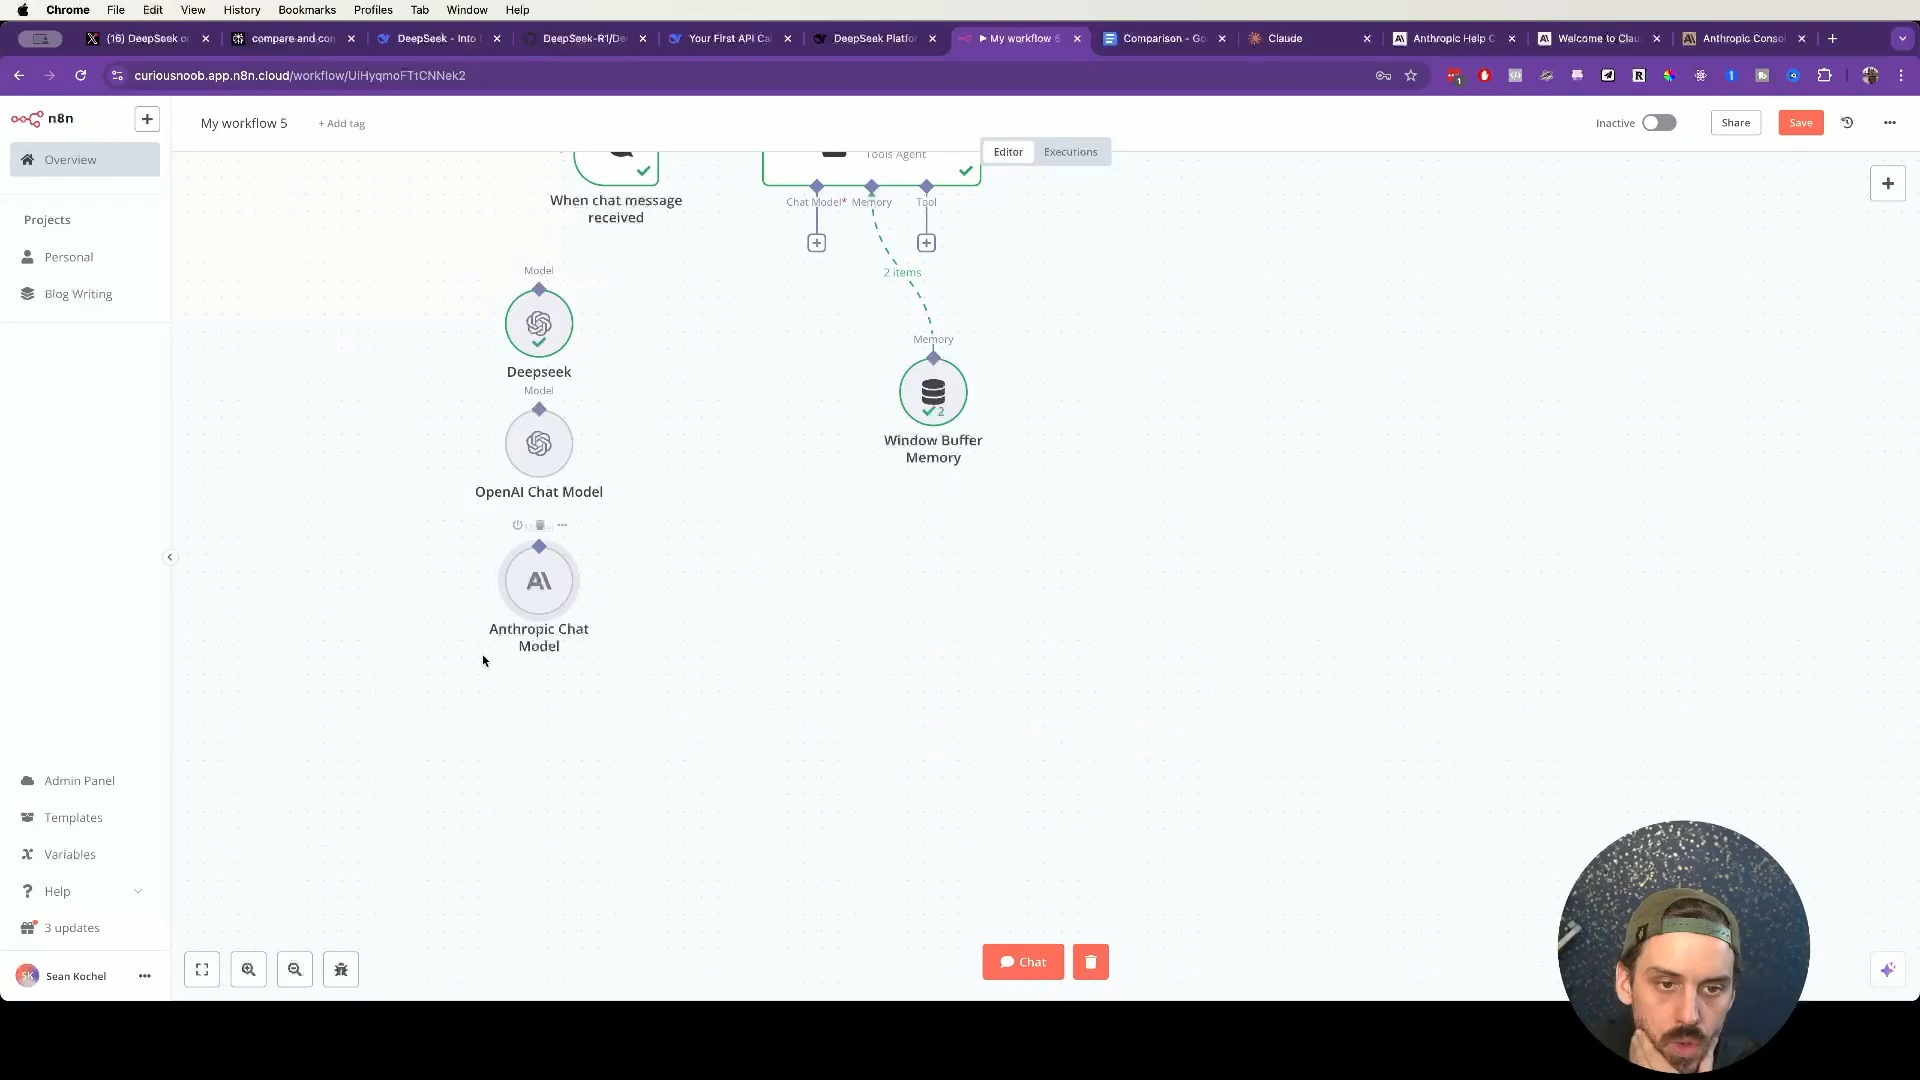 Chrome File Edit View History Bookmarks Profiles Tab Window Help
(16) DeepSeek o
compare and con
DeepSeek - Into
DeepSeek-R1/De
Your First API Ca
DeepSeek Platfor
My workflow 5
Comparison - Go
Claude
Anthropic Help C
Welcome to Clau
Anthropic Consol
curiousnoob.app.n8n.cloud/workflow/UiHyqmoFTtCNNek2
n8n
My workflow 5
+ Add tag
Inactive
Share
Save
Editor
Executions
Overview
Projects
Personal
Blog Writing
Tools Agent
When chat message
received
Chat Model*
Memory
Tool
2 items
Model
Deepseek
Model
OpenAI Chat Model
Memory
2
Window Buffer
Memory
Anthropic Chat
Model
Admin Panel
Templates
Variables
Help
3 updates
SK
Sean Kochel
Chat